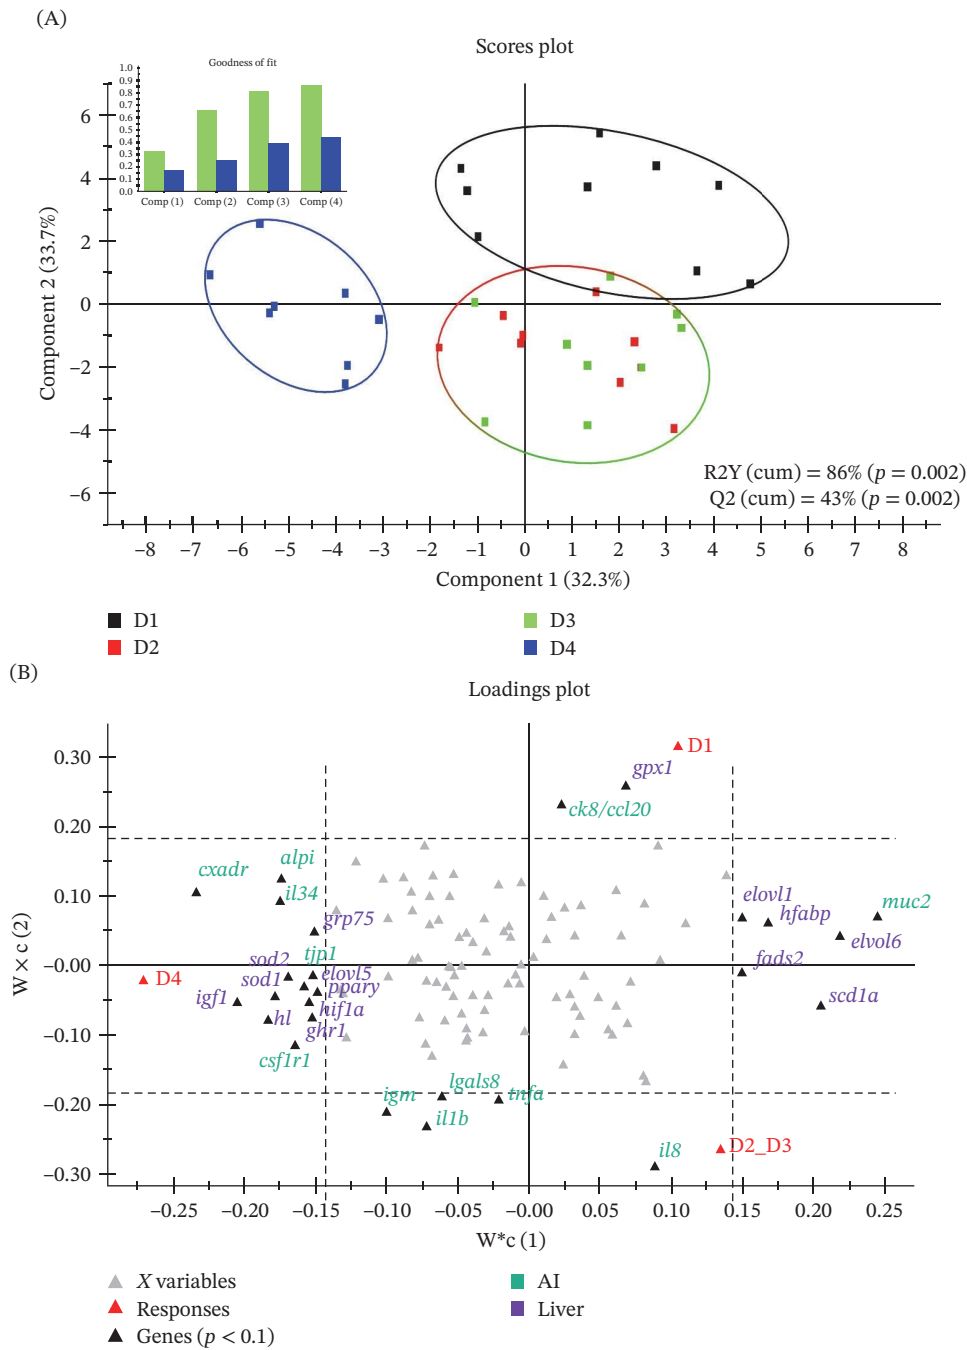 (A)
Scores plot
Goodness of fit
1.0
0.9
0.8
0.7
0.6
0.5
0.4
0.3
0.2
0.1
0.0
Comp (1) Comp (2) Comp (3) Comp (4)
6
4
2
0
−2
−4
−6
Component 2 (33.7%)
R2Y (cum) = 86% (p = 0.002)
Q2 (cum) = 43% (p = 0.002)
−8 −7 −6 −5 −4 −3 −2 −1 0 1 2 3 4 5 6 7 8
Component 1 (32.3%)
D1 D3
D2 D4
(B)
Loadings plot
0.30
0.20
0.10
−0.00
−0.10
−0.20
−0.30
W × c (2)
D1
gpx1
ck8/ccl20
alpi
cxadr
il34
elovl1
muc2
hfabp
grp75
elvol6
tjp1
sod2
fads2
D4
elovl5
sod1
ppary
igf1
scd1a
hif1a
hl
ghr1
csf1r1
lgals8
igm
tnfa
il1b
D2_D3
il8
−0.25 −0.20 −0.15 −0.10 −0.05 −0.00 0.05 0.10 0.15 0.20 0.25
W*c (1)
X variables AI
Responses Liver
Genes (p < 0.1)